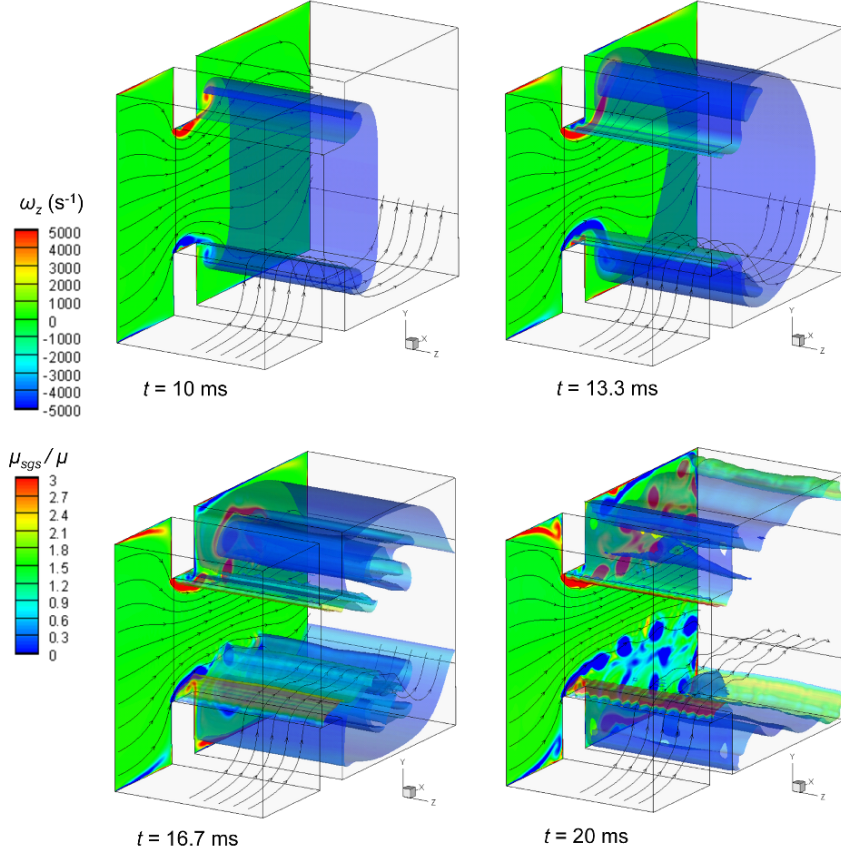 ωz (s-1)
5000
4000
3000
2000
1000
0
-1000
-2000
-3000
-4000
-5000
Y
X
Z
t = 10 ms
Y
X
Z
t = 13.3 ms
μsgs / μ
3
2.7
2.4
2.1
1.8
1.5
1.2
0.9
0.6
0.3
0
Y
X
Z
t = 16.7 ms
Y
X
Z
t = 20 ms